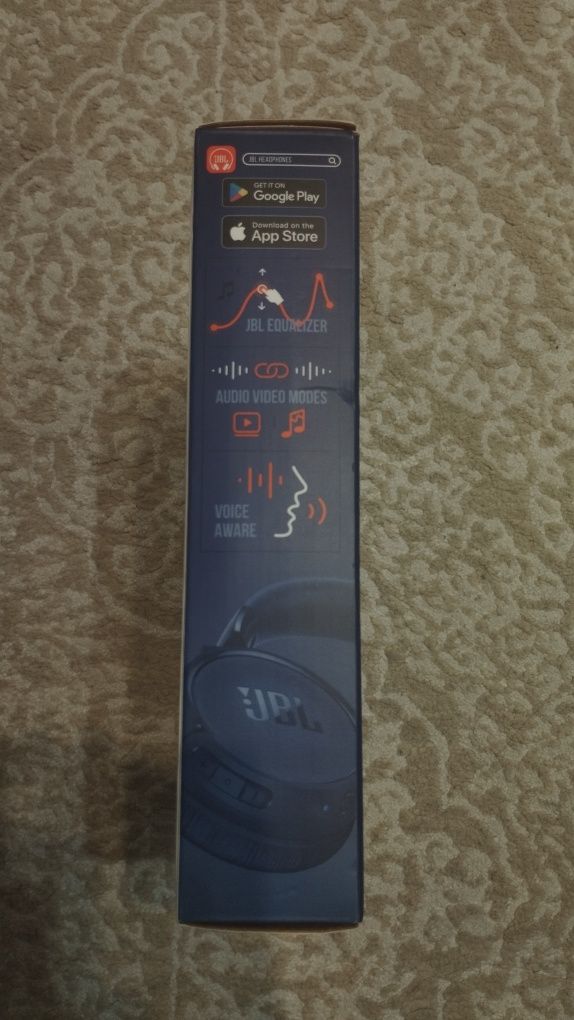 JBL
JBL HEADPHONES
GET IT ON
Google Play
Download on the
App Store
JBL EQUALIZER
AUDIO VIDEO MODES
VOICE
AWARE
JBL